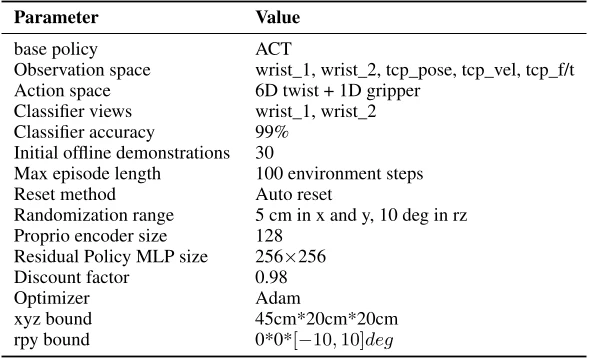 Parameter Value
base policy ACT
Observation space wrist_1, wrist_2, tcp_pose, tcp_vel, tcp_f/t
Action space 6D twist + 1D gripper
Classifier views wrist_1, wrist_2
Classifier accuracy 99%
Initial offline demonstrations 30
Max episode length 100 environment steps
Reset method Auto reset
Randomization range 5 cm in x and y, 10 deg in rz
Proprio encoder size 128
Residual Policy MLP size 256×256
Discount factor 0.98
Optimizer Adam
xyz bound 45cm*20cm*20cm
rpy bound 0*0*[−10, 10]deg